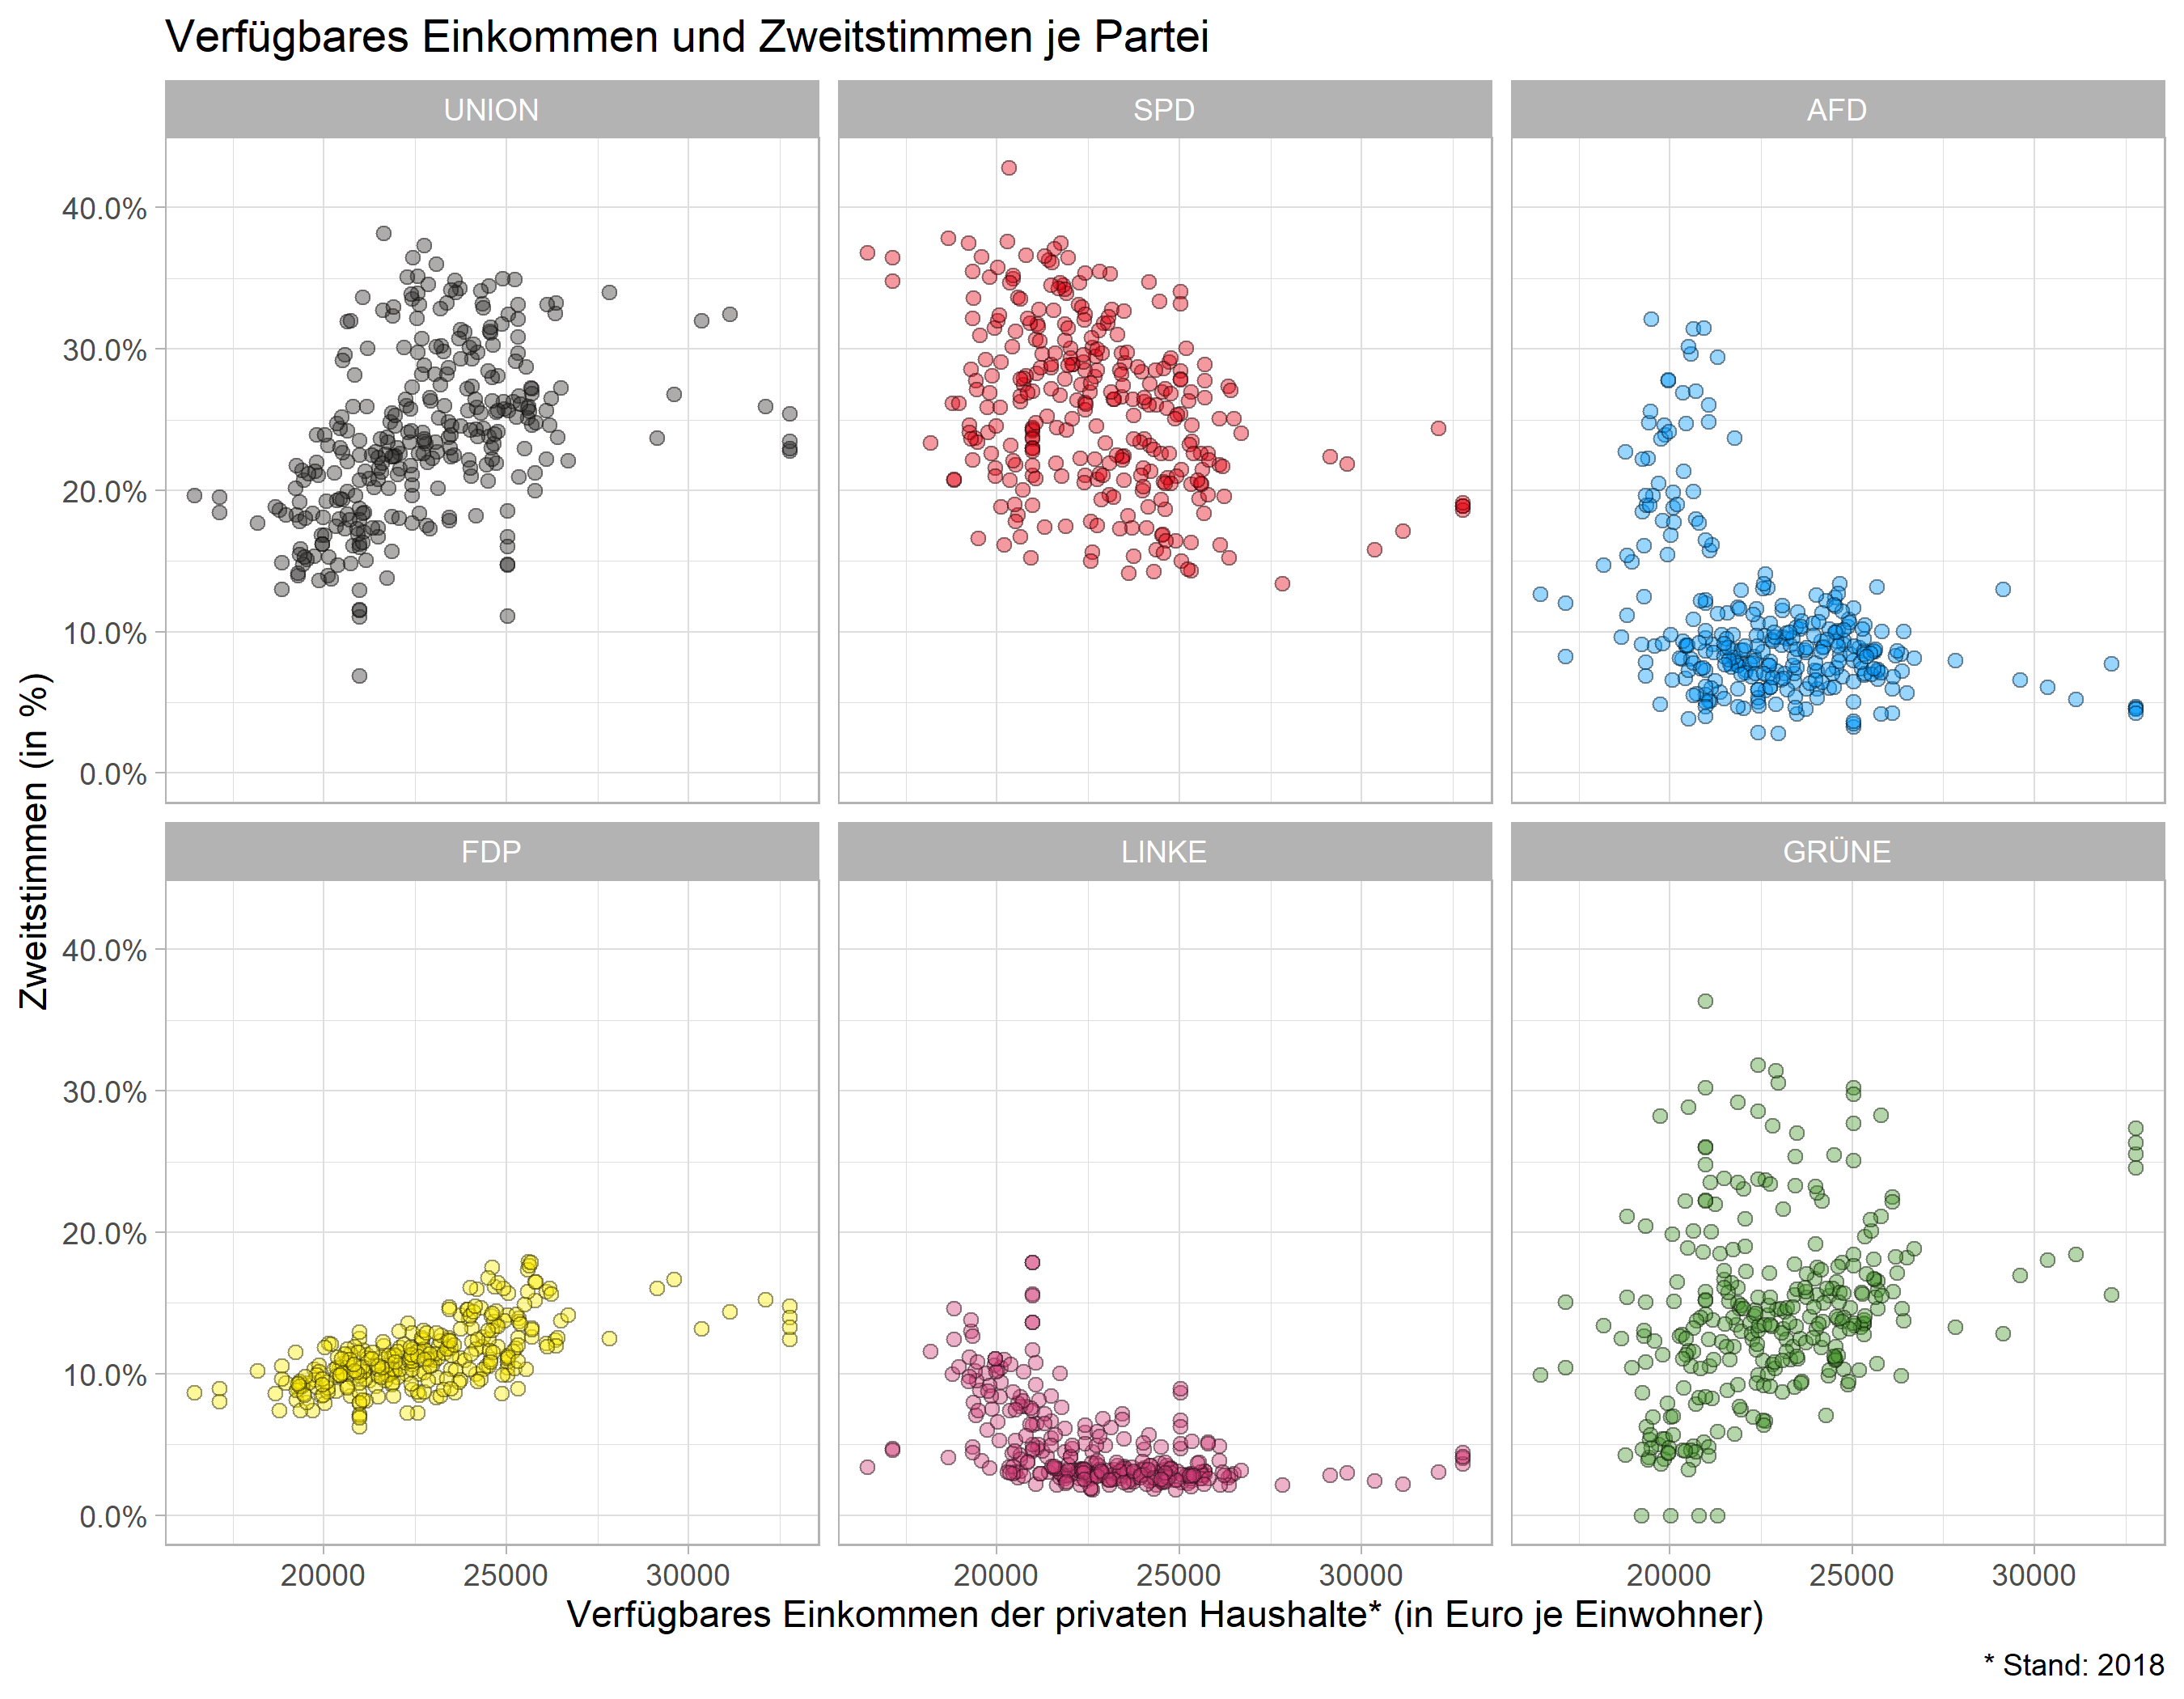 Verfügbares Einkommen und Zweitstimmen je Partei
UNION
SPD
AFD
40.0%
30.0%
20.0%
10.0%
0.0%
Zweitstimmen (in %)
FDP
LINKE
GRÜNE
40.0%
30.0%
20.0%
10.0%
0.0%
20000 25000 30000
20000 25000 30000
20000 25000 30000
Verfügbares Einkommen der privaten Haushalte* (in Euro je Einwohner)
* Stand: 2018